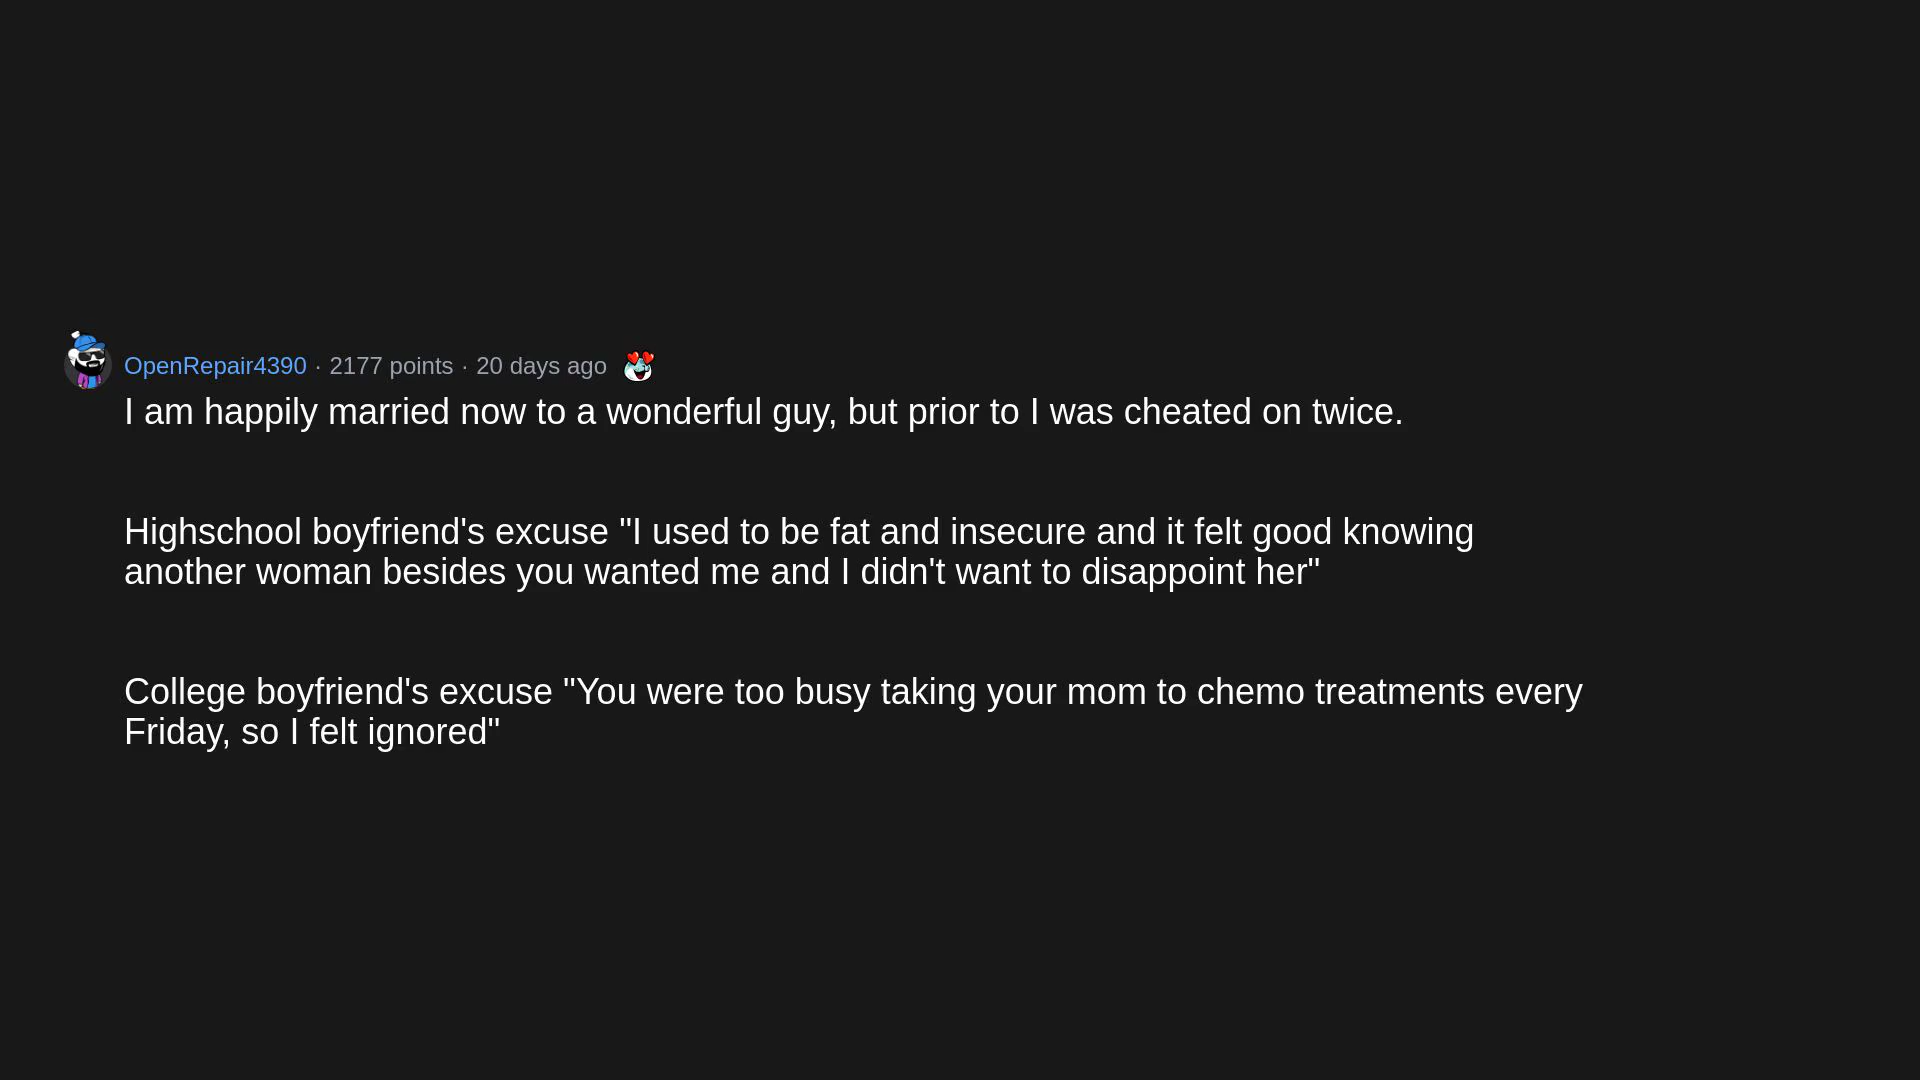 OpenRepair4390 · 2177 points · 20 days ago
I am happily married now to a wonderful guy, but prior to I was cheated on twice.
Highschool boyfriend's excuse "I used to be fat and insecure and it felt good knowing
another woman besides you wanted me and I didn't want to disappoint her"
College boyfriend's excuse "You were too busy taking your mom to chemo treatments every
Friday, so I felt ignored"